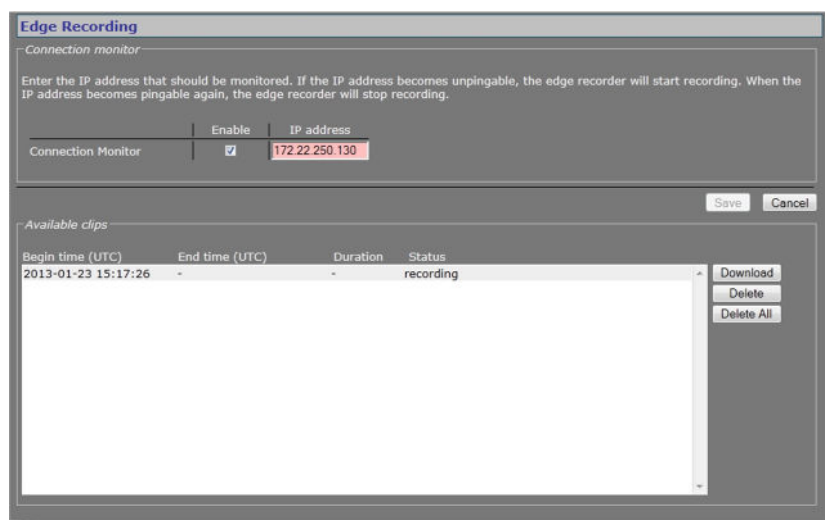 Edge Recording
Connection monitor
Enter the IP address that should be monitored. If the IP address becomes unpingable, the edge recorder will start recording. When the
IP address becomes pingable again, the edge recorder will stop recording.
Enable IP address
Connection Monitor 172.22.250.130
Save Cancel
Available clips
Begin time (UTC) End time (UTC) Duration Status
2013-01-23 15:17:26 - - recording
Download
Delete
Delete All